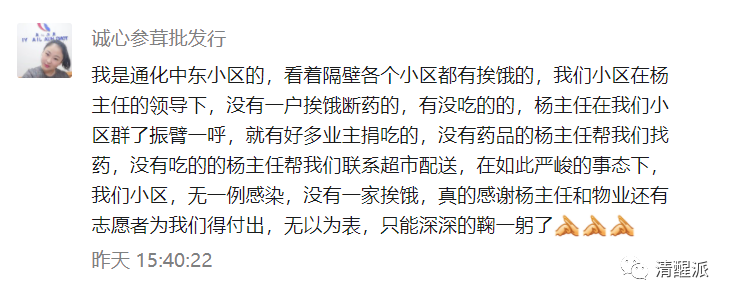 诚心参茸批发行
我是通化中东小区的，看着隔壁各个小区都有挨饿的，我们小区在杨
主任的领导下，没有一户挨饿断药的，有没吃的的，杨主任在我们小
区群了振臂一呼，就有好多业主捐吃的，没有药品的杨主任帮我们找
药，没有吃的的杨主任帮我们联系超市配送，在如此严峻的事态下，
我们小区，无一例感染，没有一家挨饿，真的感谢杨主任和物业还有
志愿者为我们得付出，无以为表，只能深深的鞠一躬了🙏🙏🙏
昨天 15:40:22
清醒派